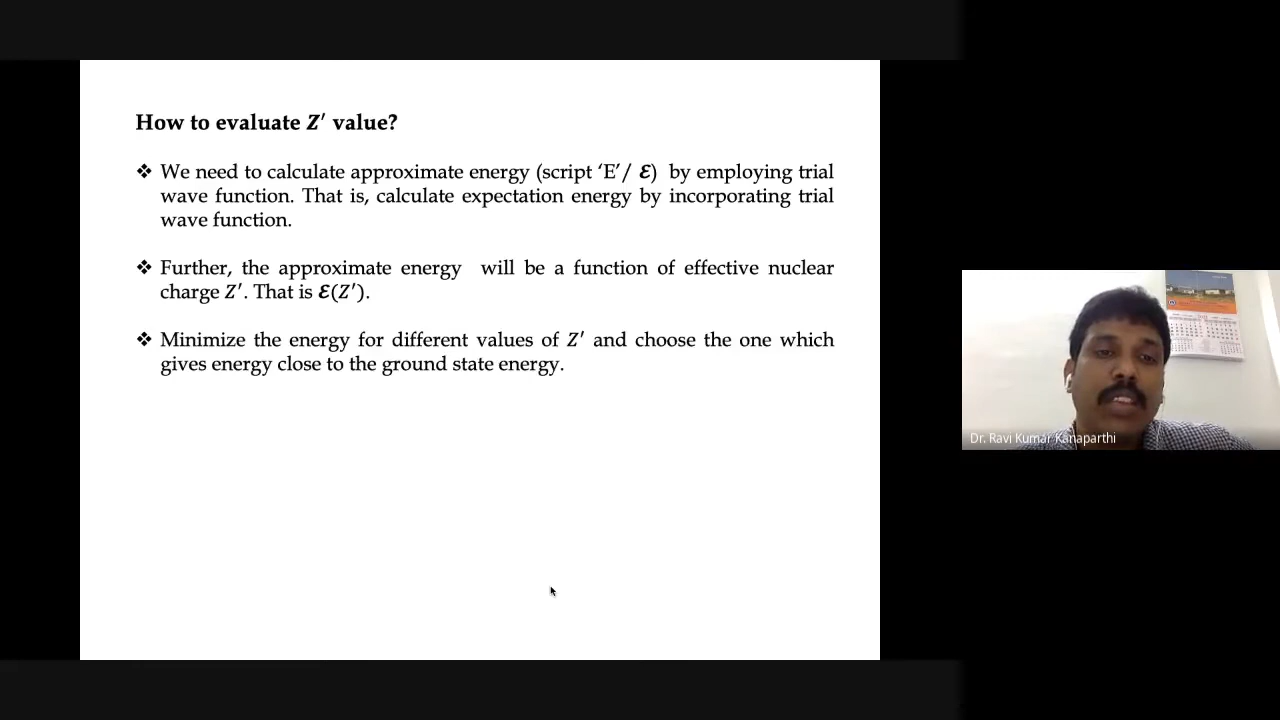 How to evaluate Z′ value?
❖ We need to calculate approximate energy (script ‘E’/ ℰ) by employing trial
wave function. That is, calculate expectation energy by incorporating trial
wave function.
❖ Further, the approximate energy will be a function of effective nuclear
charge Z′. That is ℰ(Z′).
❖ Minimize the energy for different values of Z′ and choose the one which
gives energy close to the ground state energy.
Dr. Ravi Kumar Kanaparthi